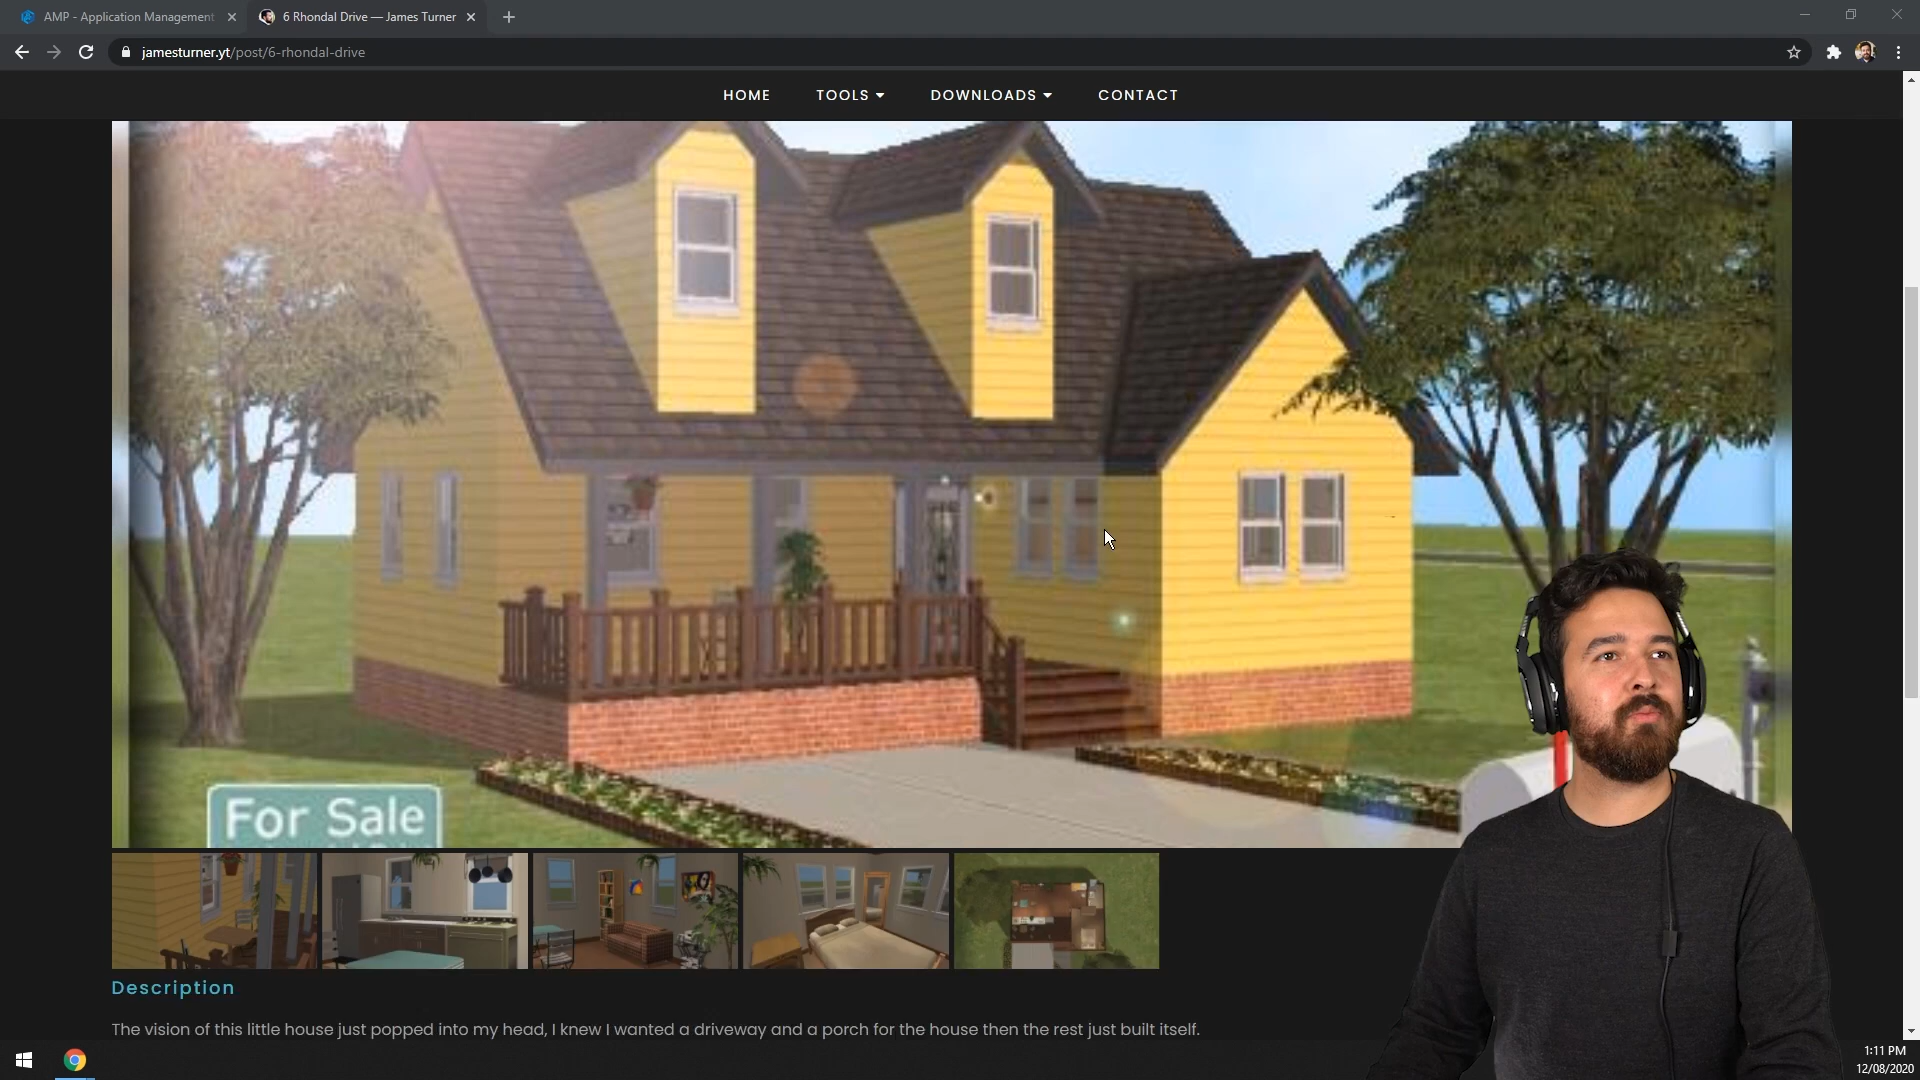 AMP - Application Management
6 Rhondal Drive — James Turner
jamesturner.yt/post/6-rhondal-drive
HOME TOOLS DOWNLOADS CONTACT
For Sale
Description
The vision of this little house just popped into my head, I knew I wanted a driveway and a porch for the house then the rest just built itself.
1:11 PM
12/08/2020